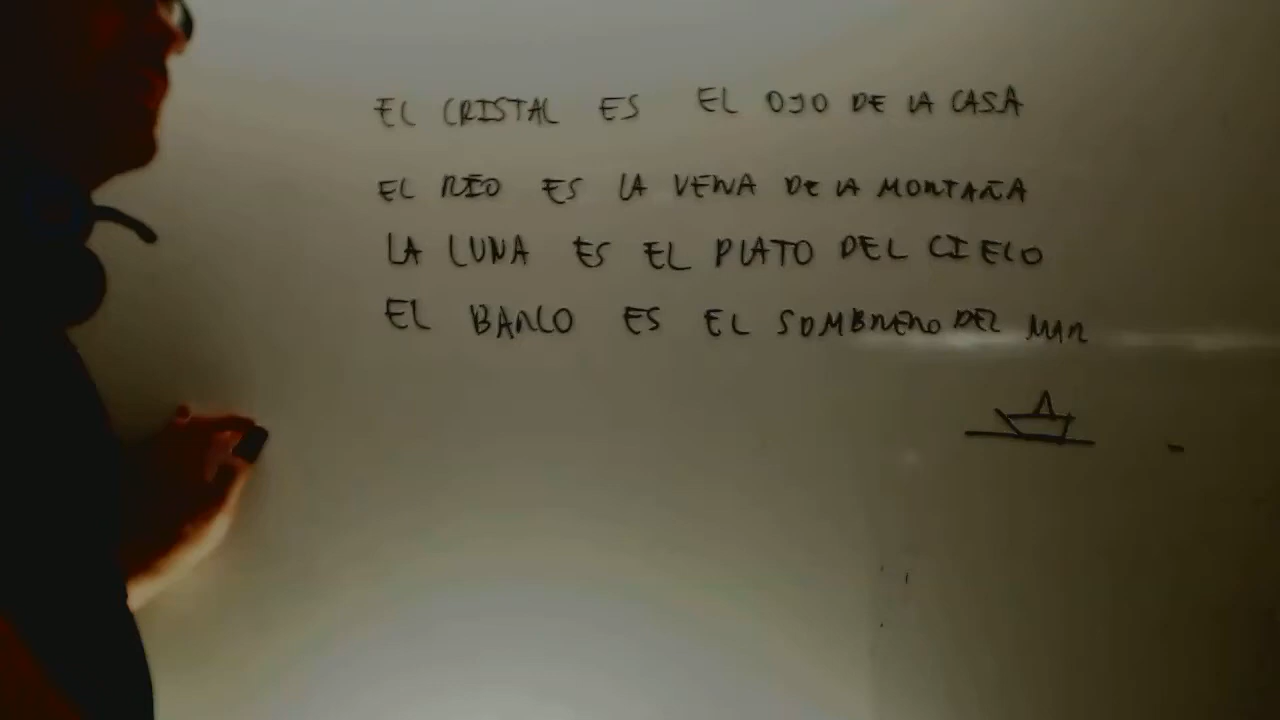 EL CRISTAL ES EL OJO DE LA CASA
EL RÍO ES LA VENA DE LA MONTAÑA
LA LUNA ES EL PLATO DEL CIELO
EL BARCO ES EL SOMBRERO DEL MAR